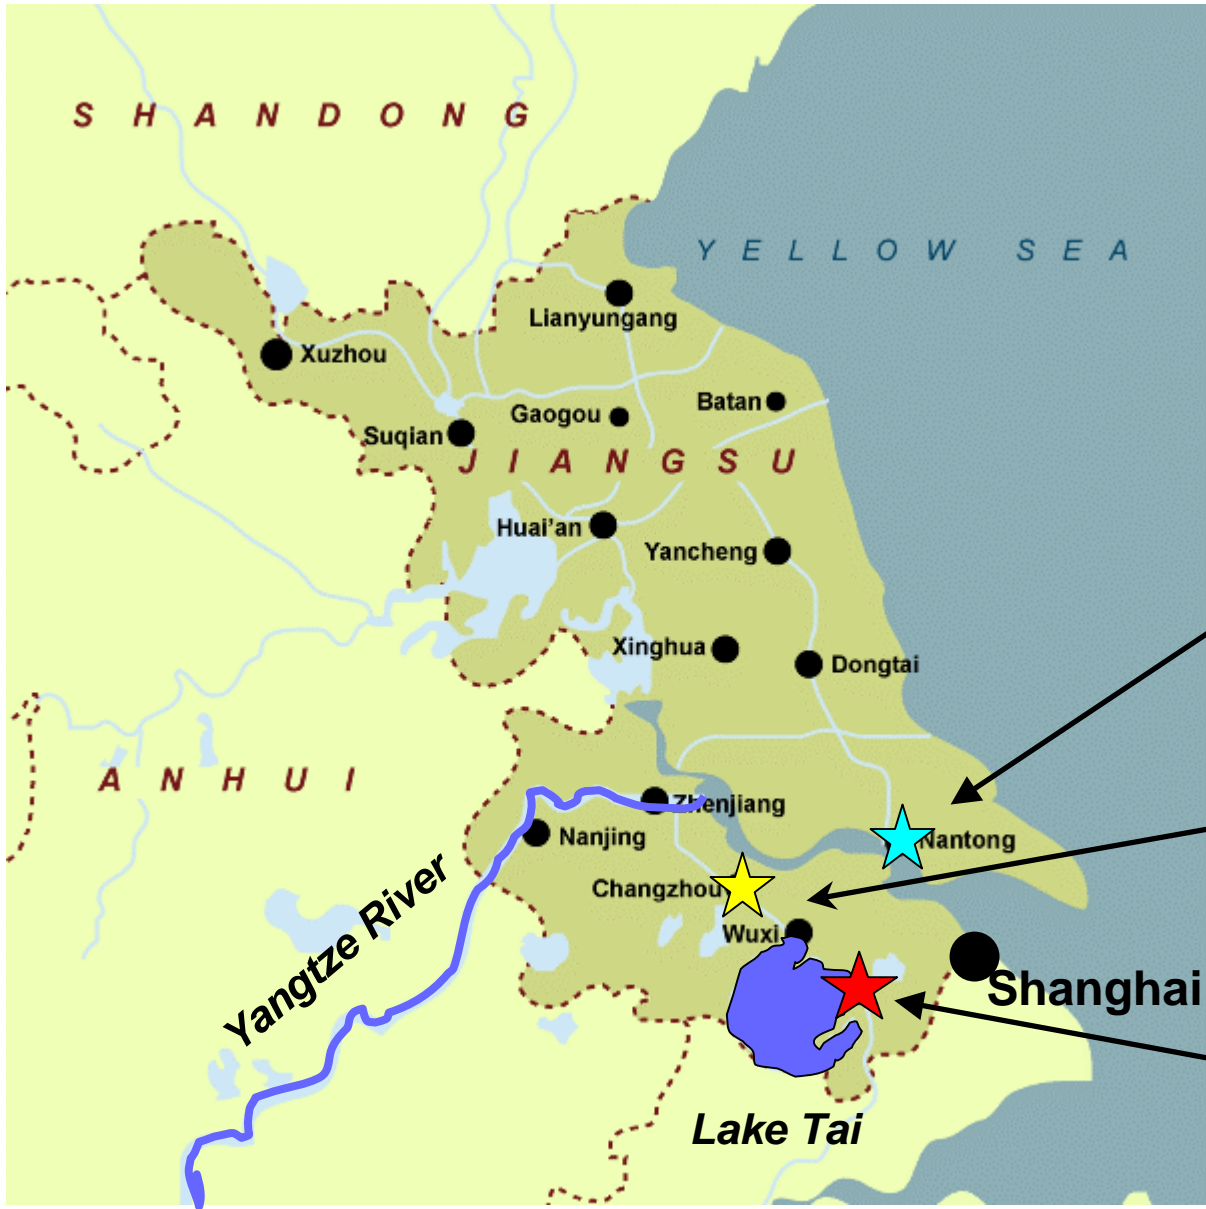 SHANDONG
YELLOW SEA
Lianyungang
Xuzhou
Batan
Gaogou
Suqian
JIANGSU
Huai'an
Yancheng
Xinghua
Dongtai
ANHUI
Zhenjiang
Nanjing
Nantong
Changzhou
Yangtze River
Wuxi
Shanghai
Lake Tai